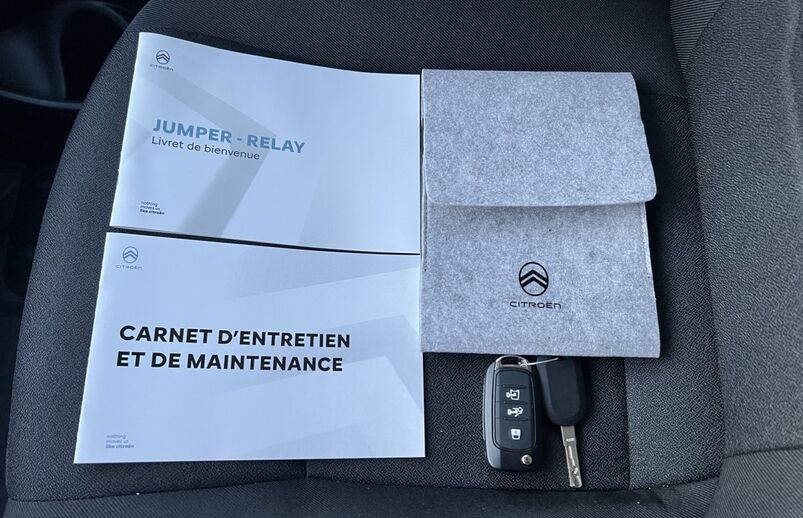 CITROËN
JUMPER - RELAY
Livret de bienvenue
nothing
moves us
like citroën
CITROËN
CARNET D'ENTRETIEN
ET DE MAINTENANCE
nothing
moves us
like citroën
CITROËN